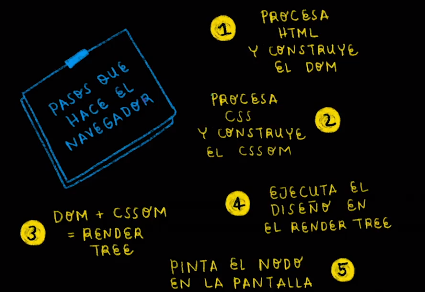 PASOS QUE
HACE EL
NAVEGADOR
1
PROCESA
HTML
Y CONSTRUYE
EL DOM
PROCESA
CSS
Y CONSTRUYE
EL CSSOM
2
3
DOM + CSSOM
= RENDER
TREE
4
EJECUTA EL
DISEÑO EN
EL RENDER TREE
PINTA EL NODO
EN LA PANTALLA
5